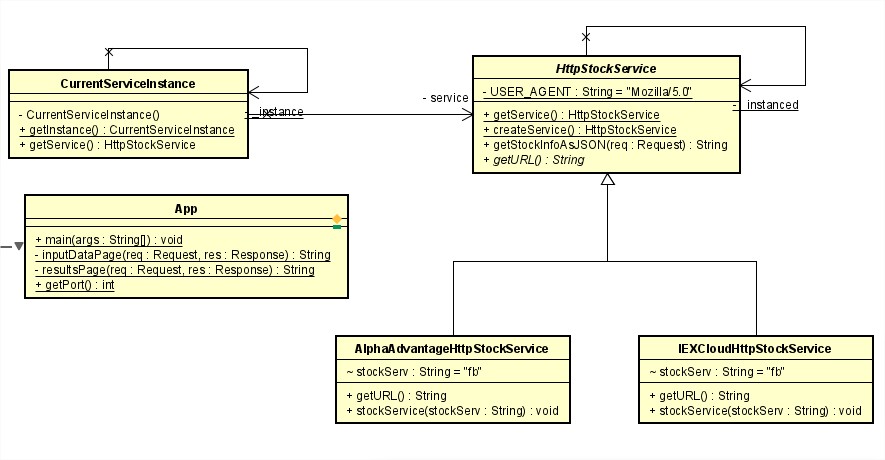 CurrentServiceInstance
- CurrentServiceInstance()
+ getInstance() : CurrentServiceInstance
+ getService() : HttpStockService
- _instance
- service
HttpStockService
- USER_AGENT : String = "Mozilla/5.0"
+ getService() : HttpStockService
+ createService() : HttpStockService
+ getStockInfoAsJSON(req : Request) : String
+ getURL() : String
- _instanced
App
+ main(args : String[]) : void
- inputDataPage(req : Request, res : Response) : String
- resultsPage(req : Request, res : Response) : String
+ getPort() : int
AlphaAdvantageHttpStockService
~ stockServ : String = "fb"
+ getURL() : String
+ stockService(stockServ : String) : void
IEXCloudHttpStockService
~ stockServ : String = "fb"
+ getURL() : String
+ stockService(stockServ : String) : void